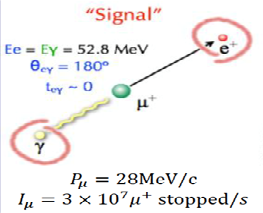 "Signal"
Ee = Eγ = 52.8 MeV
θeγ = 180°
teγ ~ 0
e⁺
μ⁺
γ
Pμ = 28MeV/c
Iμ = 3 × 10⁷μ⁺ stopped/s